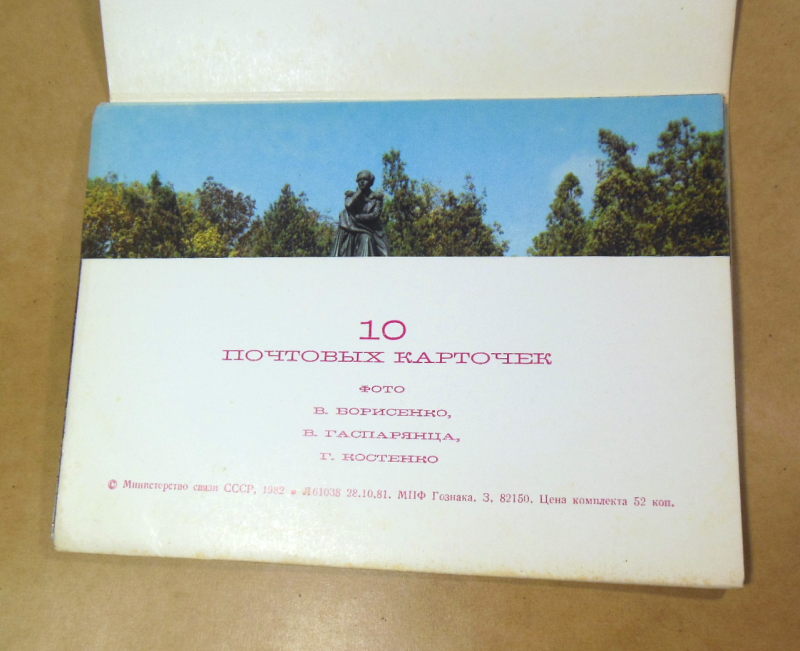 10
ПОЧТОВЫХ КАРТОЧЕК
ФОТО
В. БОРИСЕНКО,
В. ГАСПАРЯНЦА,
Г. КОСТЕНКО
© Министерство связи СССР, 1982 Л61038 28.10.81. МПФ Гознака. З. 82150. Цена комплекта 52 коп.